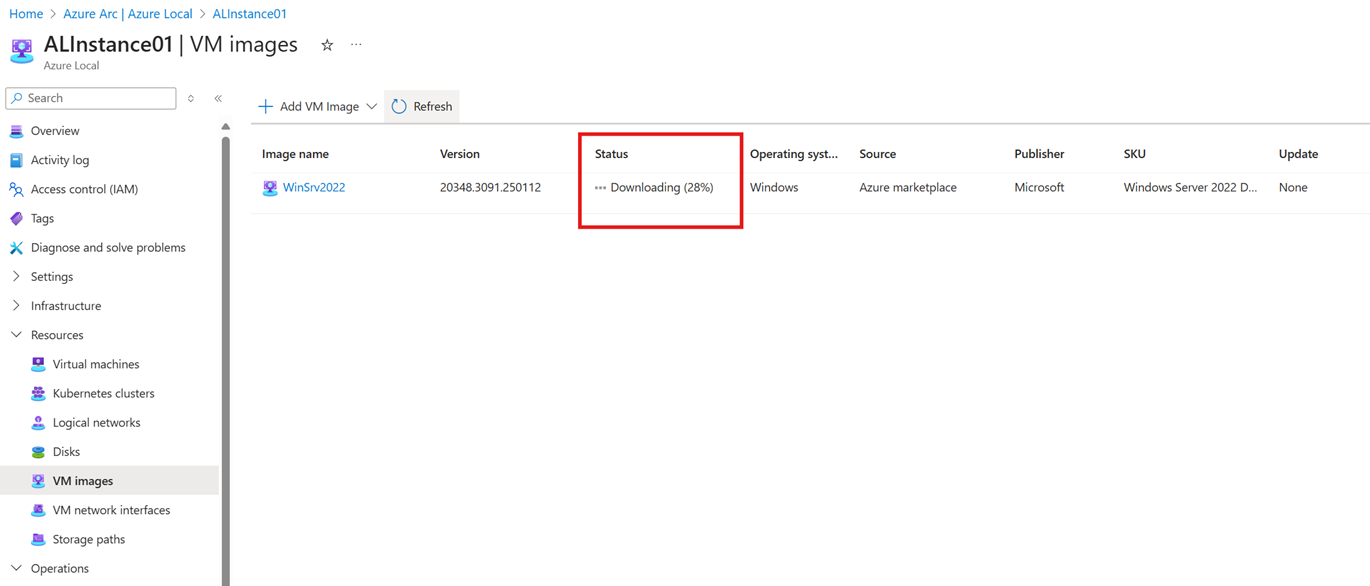 Home > Azure Arc | Azure Local > ALInstance01
ALInstance01 | VM images
Azure Local
Search
Overview
Activity log
Access control (IAM)
Tags
Diagnose and solve problems
Settings
Infrastructure
Resources
Virtual machines
Kubernetes clusters
Logical networks
Disks
VM images
VM network interfaces
Storage paths
Operations
Add VM Image Refresh
Image name Version Status Operating syst... Source Publisher SKU Update
WinSrv2022 20348.3091.250112 Downloading (28%) Windows Azure marketplace Microsoft Windows Server 2022 D... None